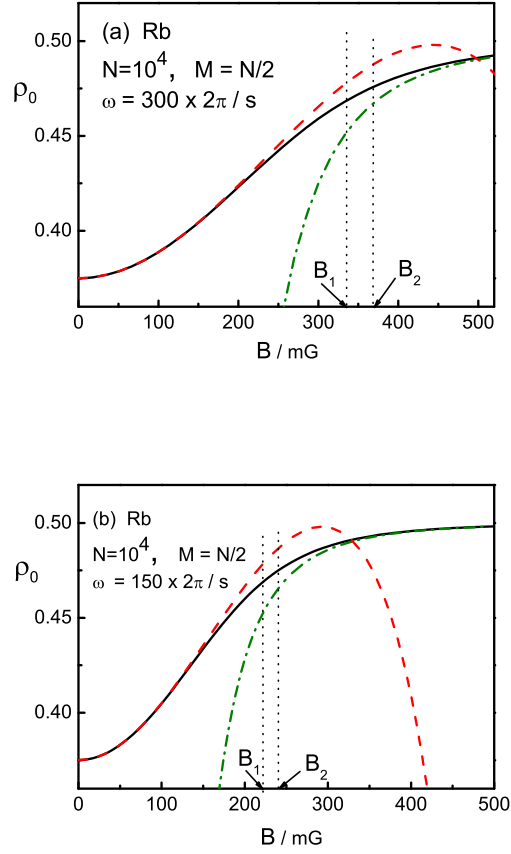 (a) Rb
N=10⁴, M = N/2
ω = 300 x 2π / s
ρ₀
0.50
0.45
0.40
B₁
B₂
0 100 200 300 400 500
B / mG
(b) Rb
N=10⁴, M = N/2
ω = 150 x 2π / s
ρ₀
0.50
0.45
0.40
B₁
B₂
0 100 200 300 400 500
B / mG